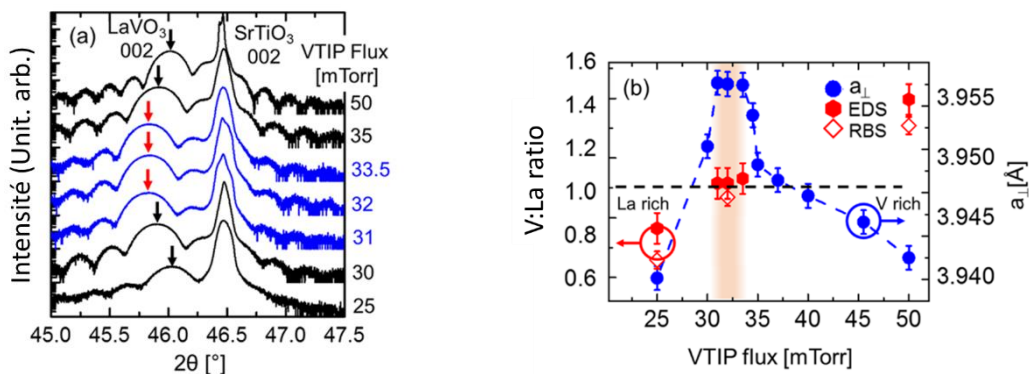 (a)
LaVO₃
002
SrTiO₃
002
VTIP Flux
[mTorr]
50
35
33.5
32
31
30
25
Intensité (Unit. arb.)
45.0 45.5 46.0 46.5 47.0 47.5
2θ [°]
(b)
a⊥
EDS
RBS
1.6
1.4
1.2
1.0
0.8
0.6
V:La ratio
La rich
V rich
3.955
3.950
3.945
3.940
a⊥[Å]
25 30 35 40 45 50
VTIP flux [mTorr]